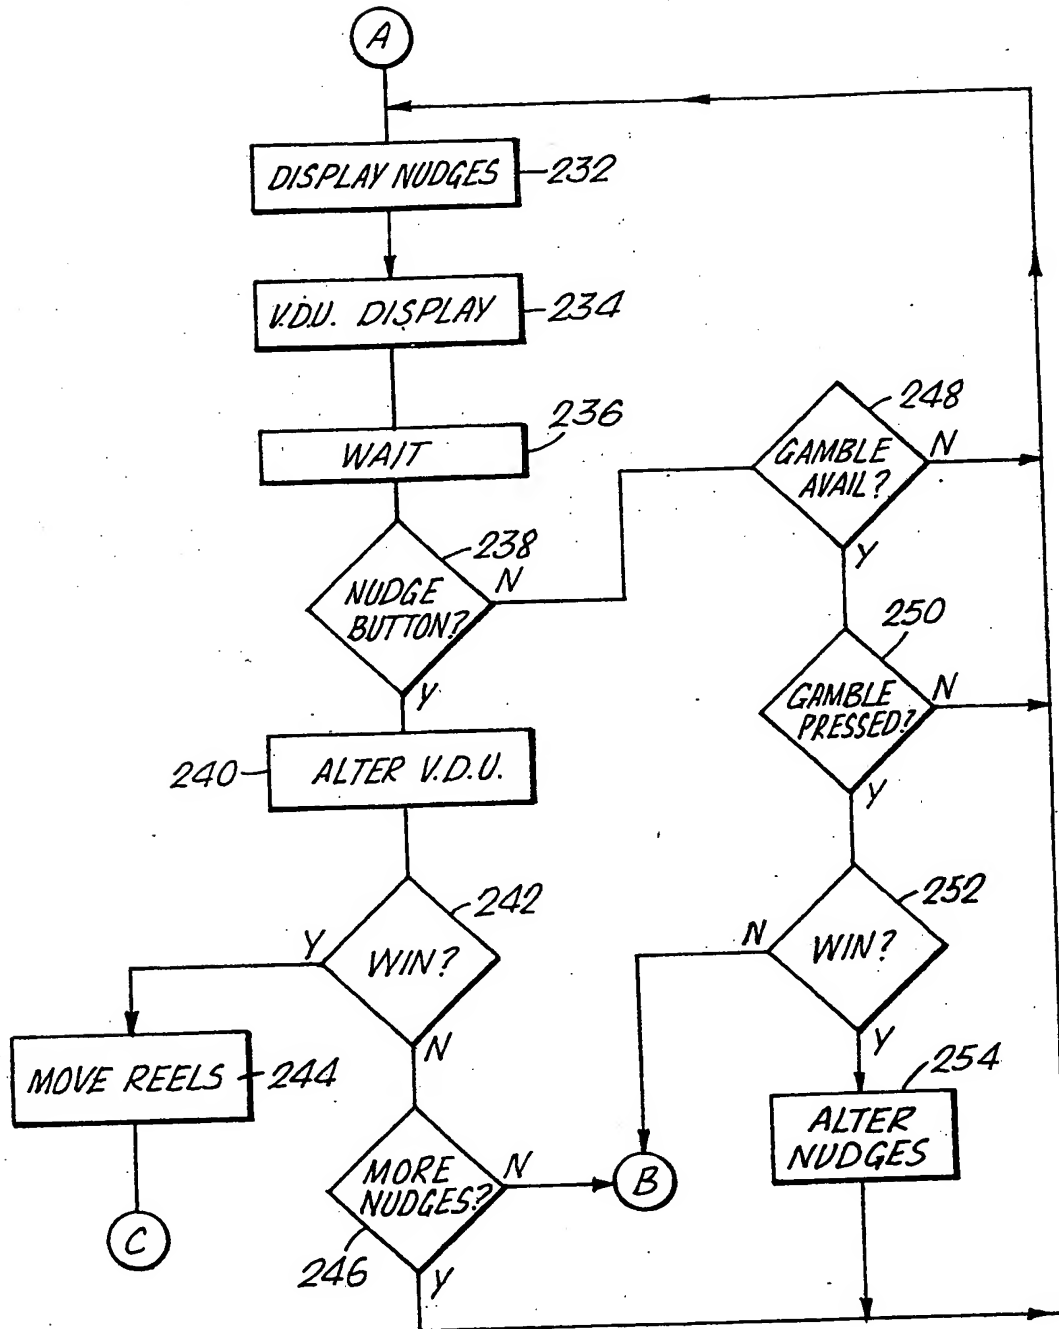 A
DISPLAY NUDGES
232
V.D.U. DISPLAY
234
WAIT
236
NUDGE
BUTTON?
238
N
Y
ALTER V.D.U.
240
WIN?
242
Y
N
MOVE REELS
244
C
MORE
NUDGES?
246
N
Y
B
GAMBLE
AVAIL?
248
N
Y
GAMBLE
PRESSED?
250
N
Y
WIN?
252
N
Y
ALTER
NUDGES
254